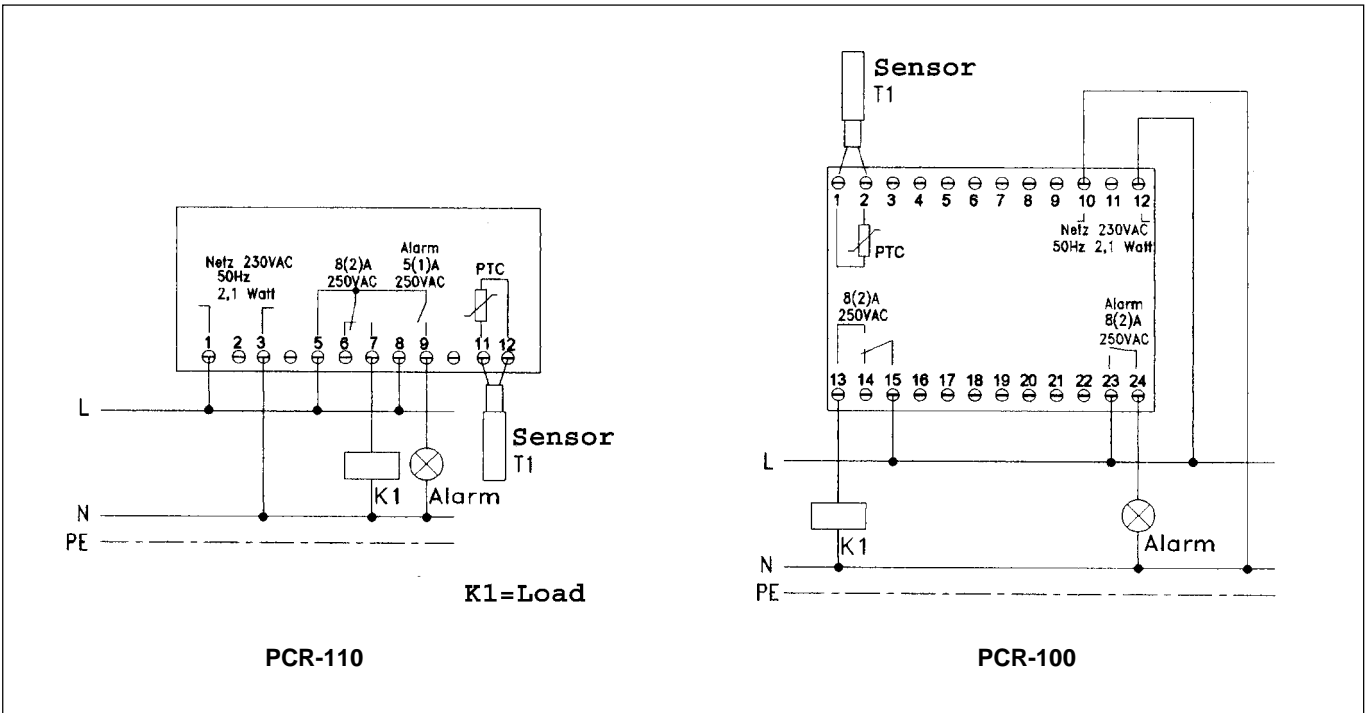 Netz 230VAC
50Hz
2,1 Watt
8(2)A
250VAC
Alarm
5(1)A
250VAC
PTC
1 2 3 5 6 7 8 9 11 12
L
Sensor
T1
K1
Alarm
N
PE
K1=Load
PCR-110
Sensor
T1
1 2 3 4 5 6 7 8 9 10 11 12
PTC
Netz 230VAC
50Hz 2,1 Watt
8(2)A
250VAC
Alarm
8(2)A
250VAC
13 14 15 16 17 18 19 20 21 22 23 24
L
K1
Alarm
N
PE
PCR-100